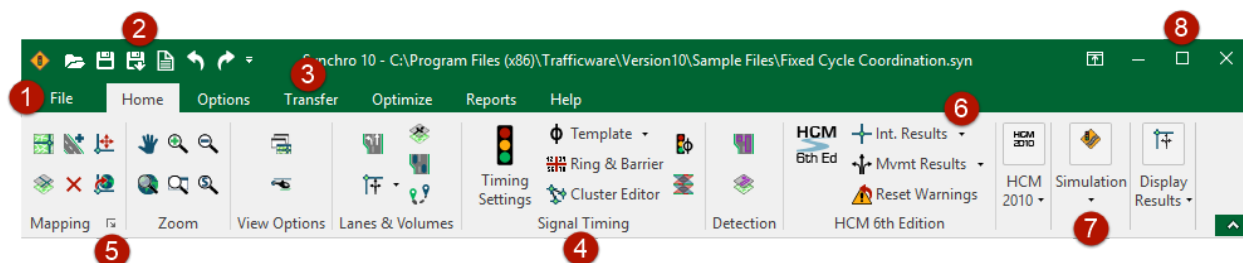 2
8
Synchro 10 - C:\Program Files (x86)\Trafficware\Version10\Sample Files\Fixed Cycle Coordination.syn
3
1
File Home Options Transfer Optimize Reports Help
6
HCM
6th Ed
Template
Int. Results
HCM
2010
Ring & Barrier
Mvmt Results
Timing
Settings
Cluster Editor
Reset Warnings
HCM
2010
Simulation
Display
Results
Mapping Zoom View Options Lanes & Volumes Signal Timing Detection HCM 6th Edition
5
4
7